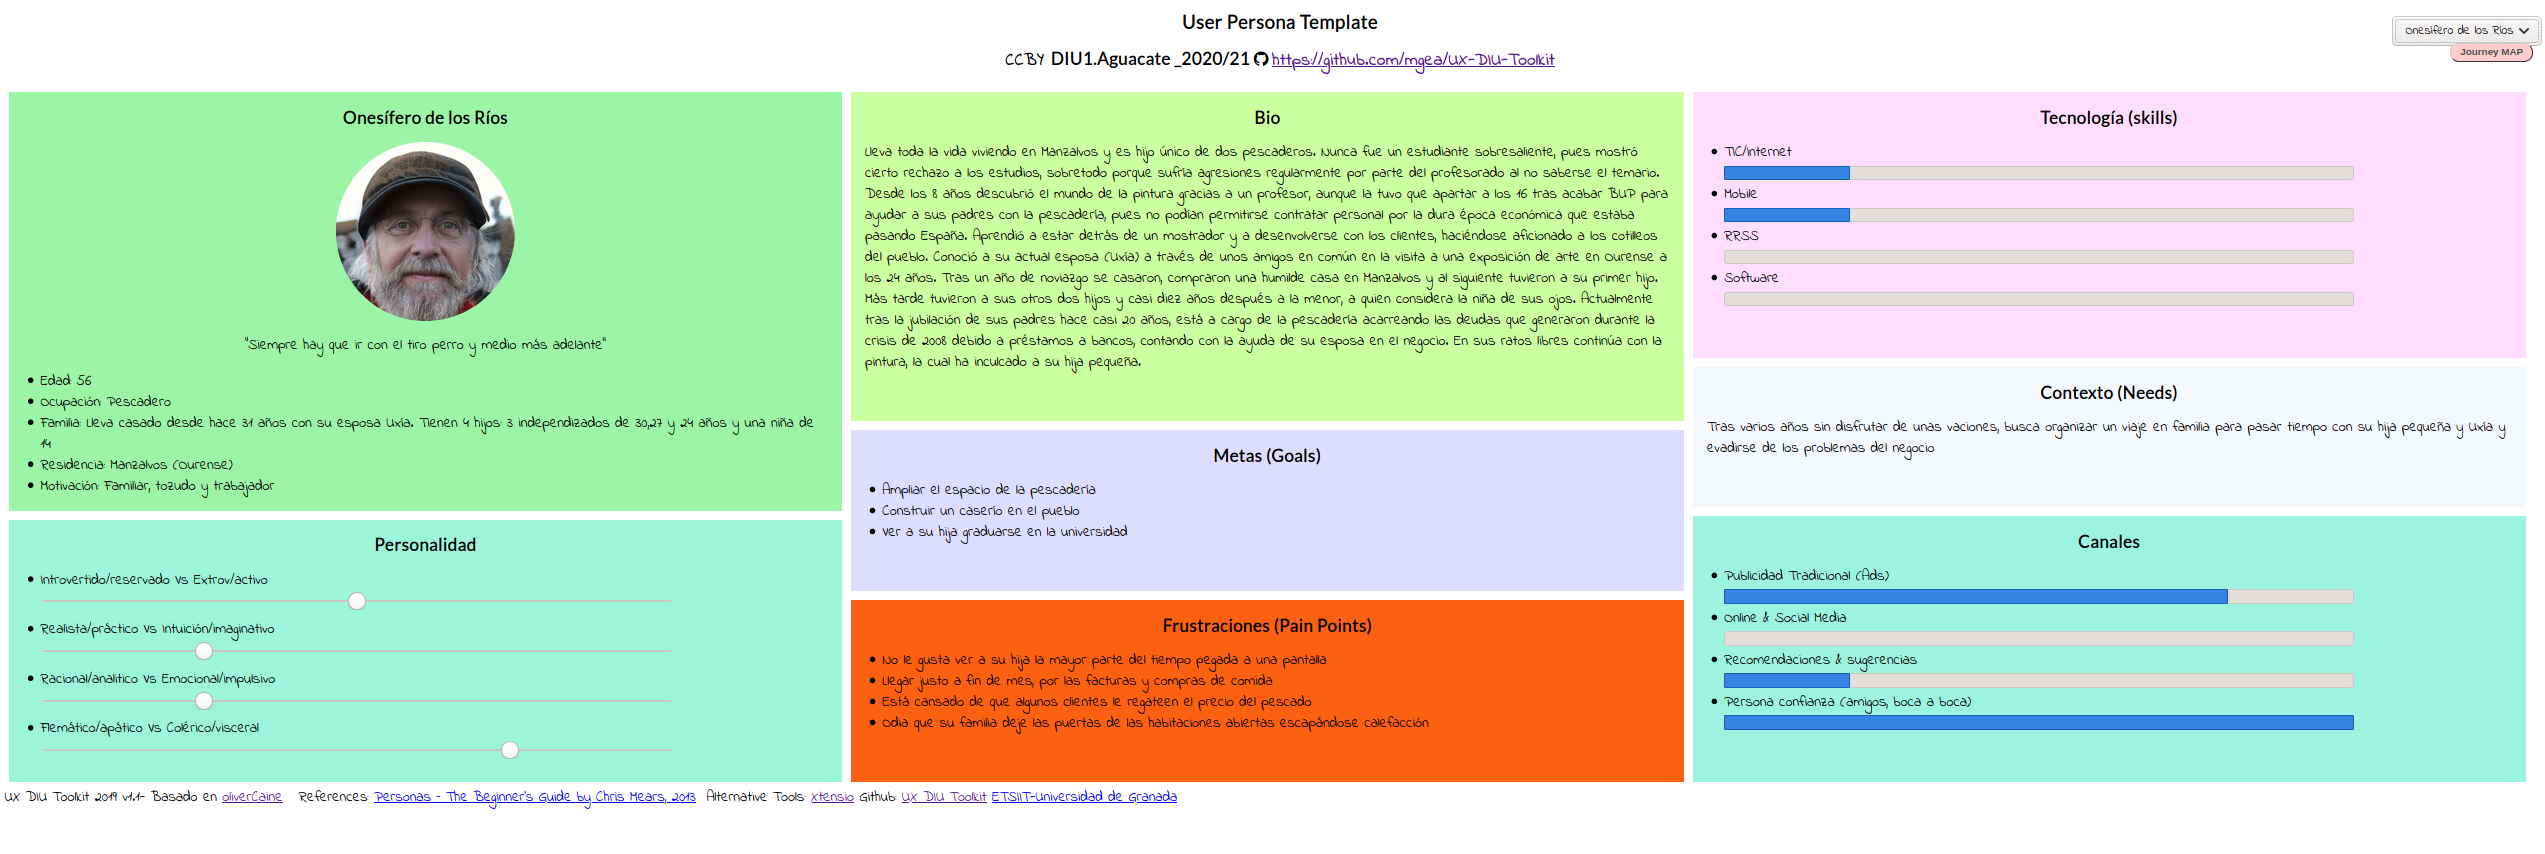 User Persona Template
CCBY DIU1.Aguacate _2020/21 https://github.com/mgea/UX-DIU-Toolkit
Onesífero de los Ríos
Journey MAP
Onesífero de los Ríos
"Siempre hay que ir con el tiro perro y medio más adelante"
Edad: 56
Ocupación: Pescadero
Familia: Lleva casado desde hace 31 años con su esposa Uxía. Tienen 4 hijos: 3 independizados de 30,27 y 24 años y una niña de
14
Residencia: Manzalvos (Ourense)
Motivación: Familiar, tozudo y trabajador
Personalidad
Introvertido/reservado Vs Extrov/activo
Realista/práctico Vs Intuición/imaginativo
Racional/analitico Vs Emocional/impulsivo
Flemático/apático Vs Colérico/visceral
Bio
Lleva toda la vida viviendo en Manzalvos y es hijo único de dos pescaderos. Nunca fue un estudiante sobresaliente, pues mostró
cierto rechazo a los estudios, sobretodo porque sufría agresiones regularmente por parte del profesorado al no saberse el temario.
Desde los 8 años descubrió el mundo de la pintura gracias a un profesor, aunque la tuvo que apartar a los 16 tras acabar BUP para
ayudar a sus padres con la pescadería, pues no podían permitirse contratar personal por la dura época económica que estaba
pasando España. Aprendió a estar detrás de un mostrador y a desenvolverse con los clientes, haciéndose aficionado a los cotilleos
del pueblo. Conoció a su actual esposa (Uxía) a través de unos amigos en común en la visita a una exposición de arte en Ourense a
los 24 años. Tras un año de noviazgo se casaron, compraron una humilde casa en Manzalvos y al siguiente tuvieron a su primer hijo.
Más tarde tuvieron a sus otros dos hijos y casi diez años después a la menor, a quien considera la niña de sus ojos. Actualmente
tras la jubilación de sus padres hace casi 20 años, está a cargo de la pescadería acarreando las deudas que generaron durante la
crisis de 2008 debido a préstamos a bancos, contando con la ayuda de su esposa en el negocio. En sus ratos libres continúa con la
pintura, la cual ha inculcado a su hija pequeña.
Metas (Goals)
Ampliar el espacio de la pescadería
Construir un caserío en el pueblo
Ver a su hija graduarse en la universidad
Frustraciones (Pain Points)
No le gusta ver a su hija la mayor parte del tiempo pegada a una pantalla
Llegar justo a fin de mes, por las facturas y compras de comida
Está cansado de que algunos clientes le regateen el precio del pescado
Odia que su familia deje las puertas de las habitaciones abiertas escapándose calefacción
Tecnología (skills)
TIC/Internet
Mobile
RRSS
Software
Contexto (Needs)
Tras varios años sin disfrutar de unas vaciones, busca organizar un viaje en familia para pasar tiempo con su hija pequeña y Uxía y
evadirse de los problemas del negocio
Canales
Publicidad Tradicional (Ads)
Online & Social Media
Recomendaciones & sugerencias
Persona confianza (amigos, boca a boca)
UX DIU Toolkit 2019 v1.1- Basado en oliverCaine References: Personas - The Beginner's Guide by Chris Mears, 2013 Alternative Tools: Xtensio Github: UX DIU Toolkit ETSIIT-Universidad de Granada